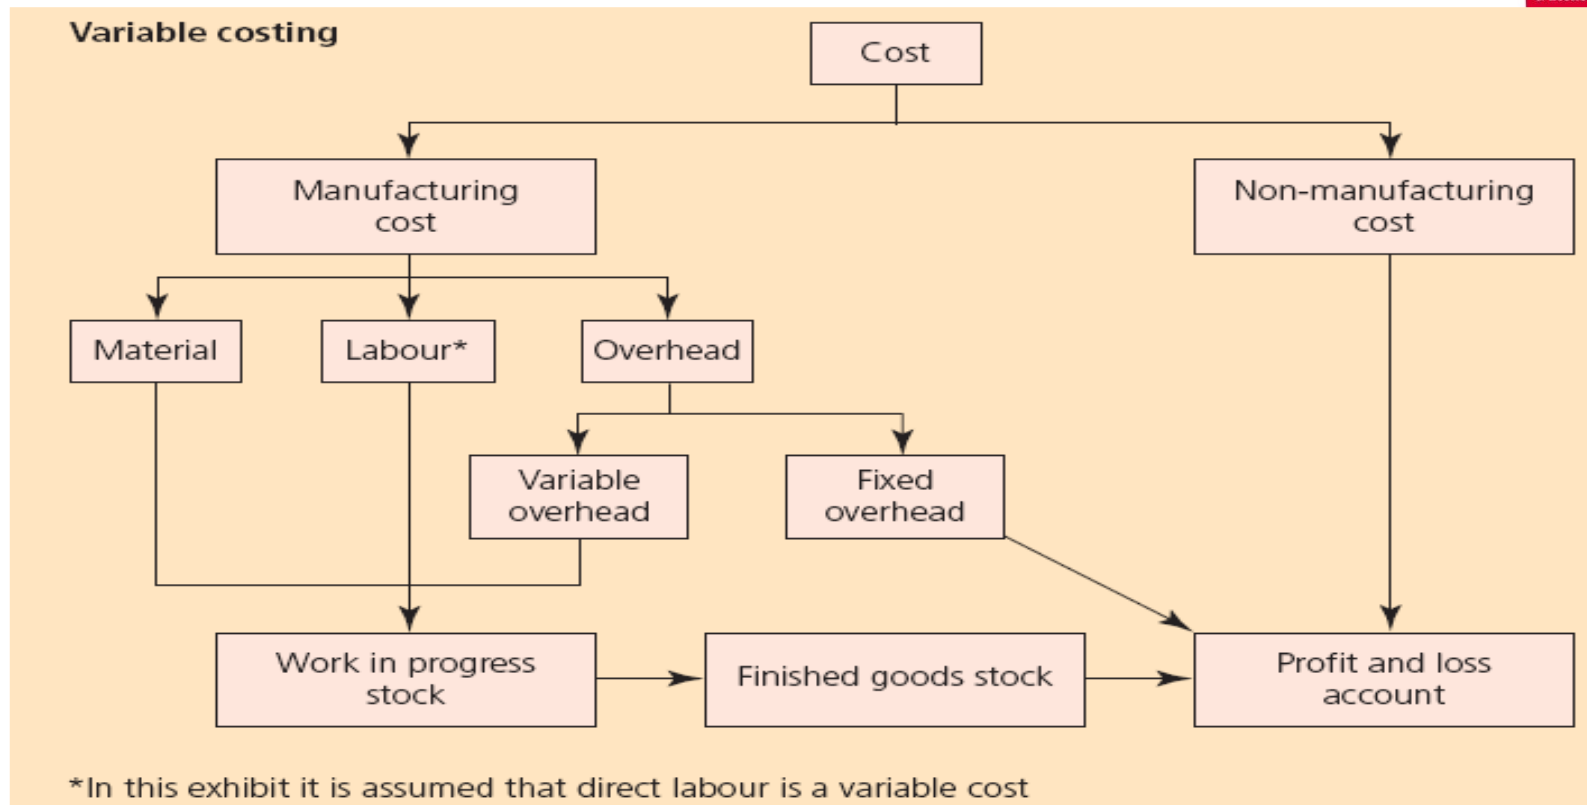 Variable costing
Cost
Manufacturing
cost
Non-manufacturing
cost
Material
Labour*
Overhead
Variable
overhead
Fixed
overhead
Work in progress
stock
Finished goods stock
Profit and loss
account
*In this exhibit it is assumed that direct labour is a variable cost